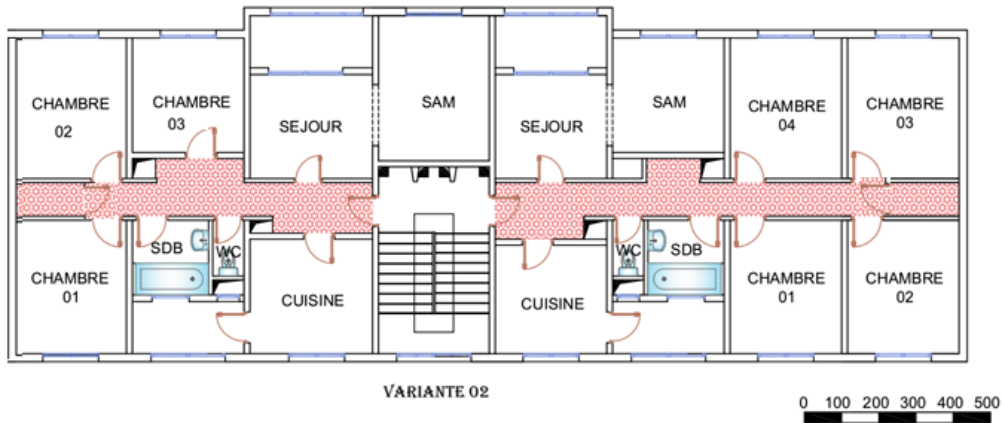 CHAMBRE
02
CHAMBRE
03
SEJOUR
SAM
SEJOUR
SAM
CHAMBRE
04
CHAMBRE
03
CHAMBRE
01
SDB
WC
CUISINE
CUISINE
WC
SDB
CHAMBRE
01
CHAMBRE
02
VARIANTE 02
0 100 200 300 400 500